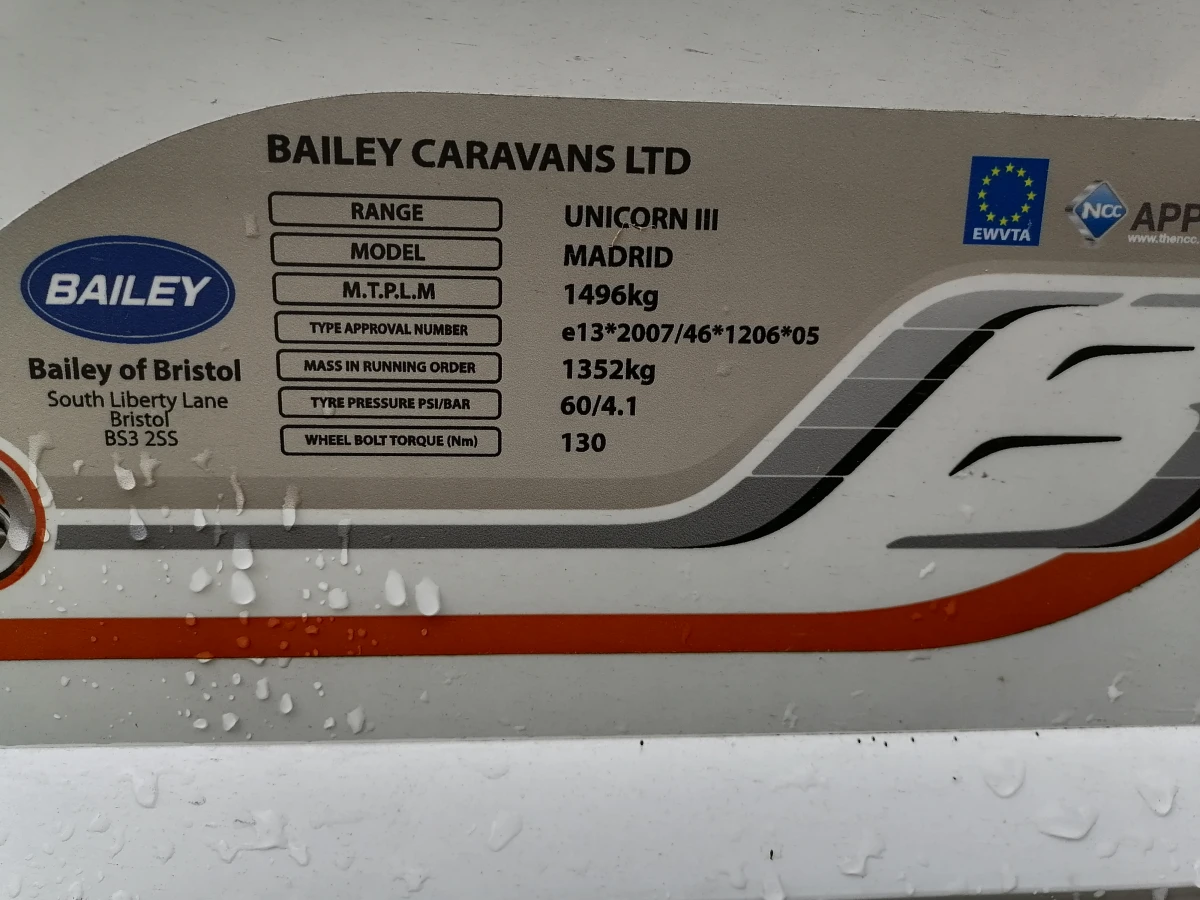 BAILEY CARAVANS LTD
RANGE UNICORN III
MODEL MADRID
M.T.P.L.M 1496kg
TYPE APPROVAL NUMBER e13*2007/46*1206*05
MASS IN RUNNING ORDER 1352kg
TYRE PRESSURE PSI/BAR 60/4.1
WHEEL BOLT TORQUE (Nm) 130
BAILEY
Bailey of Bristol
South Liberty Lane
Bristol
BS3 2SS
EWVTA
NCC APP
www.thencc.